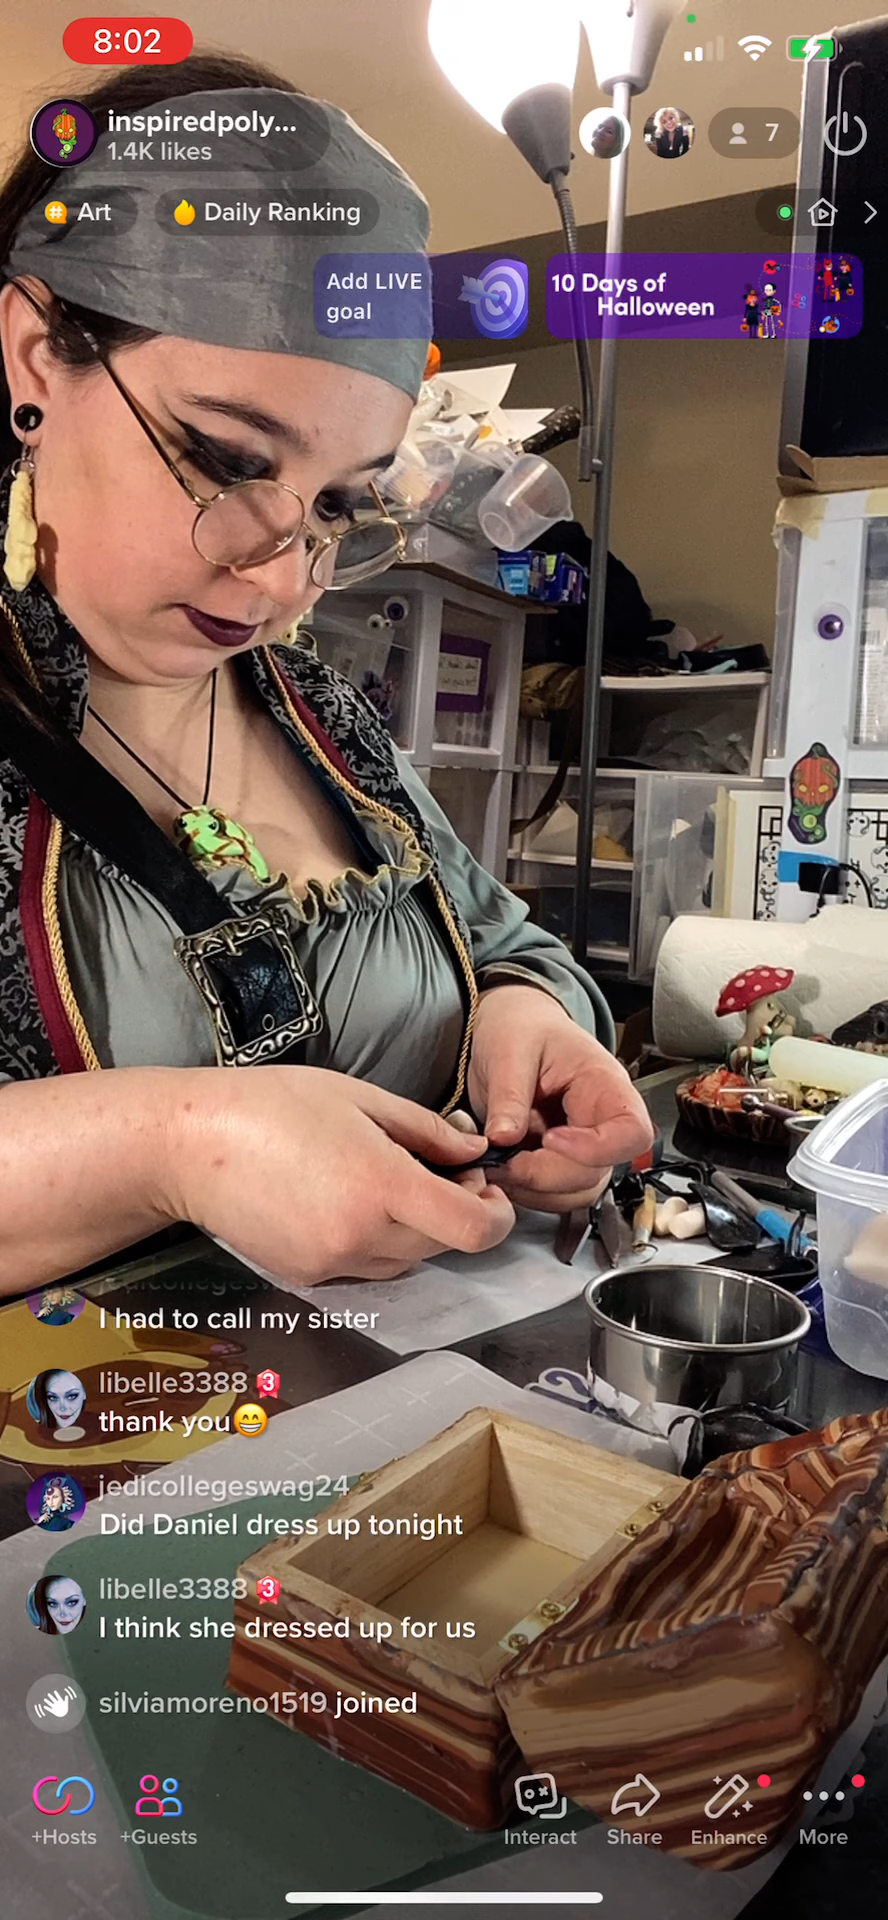 8:02
inspiredpoly...
1.4K likes
7
Art
Daily Ranking
Add LIVE
goal
10 Days of
Halloween
I had to call my sister
libelle3388 3
thank you😁
jedicollegeswag24
Did Daniel dress up tonight
libelle3388 3
I think she dressed up for us
silviamoreno1519 joined
+Hosts
+Guests
Interact
Share
Enhance
More